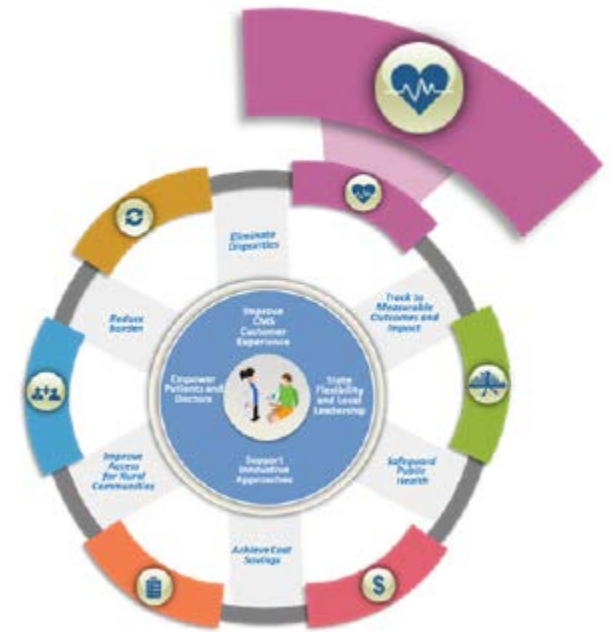 Eliminate
Disparities
Track to
Measurable
Outcomes and
Impact
Safeguard
Public
Health
Achieve Cost
Savings
Improve
Access
for Rural
Communities
Reduce
Burden
Improve
CMS
Customer
Experience
State
Flexibility
and Local
Leadership
Support
Innovative
Approaches
Empower
Patients and
Doctors
$